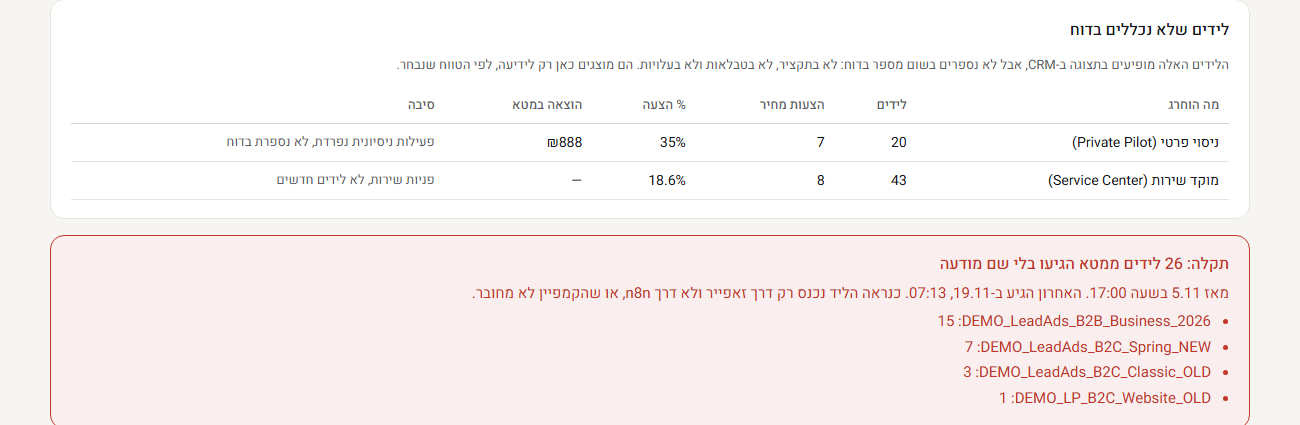 לידים שלא נכללים בדוח
הלידים האלה מופיעים בתצוגה ב-CRM, אבל לא נספרים בשום מספר בדוח: לא בתקציר, לא בטבלאות ולא בעלויות. הם מוצגים כאן רק לידיעה, לפי הטווח שנבחר.
מה הוחרג לידים הצעות מחיר % הצעה הוצאה במטא סיבה
ניסוי פרטי (Private Pilot) 20 7 35% ₪888 פעילות ניסיונית נפרדת, לא נספרת בדוח
מוקד שירות (Service Center) 43 8 18.6% — פניות שירות, לא לידים חדשים
תקלה: 26 לידים ממטא הגיעו בלי שם מודעה
מאז 5.11 בשעה 17:00. האחרון הגיע ב-19.11, 07:13. כנראה הליד נכנס רק דרך זאפייר ולא דרך n8n, או שהקמפיין לא מחובר.
• DEMO_LeadAds_B2B_Business_2026: 15
• DEMO_LeadAds_B2C_Spring_NEW: 7
• DEMO_LeadAds_B2C_Classic_OLD: 3
• DEMO_LP_B2C_Website_OLD: 1